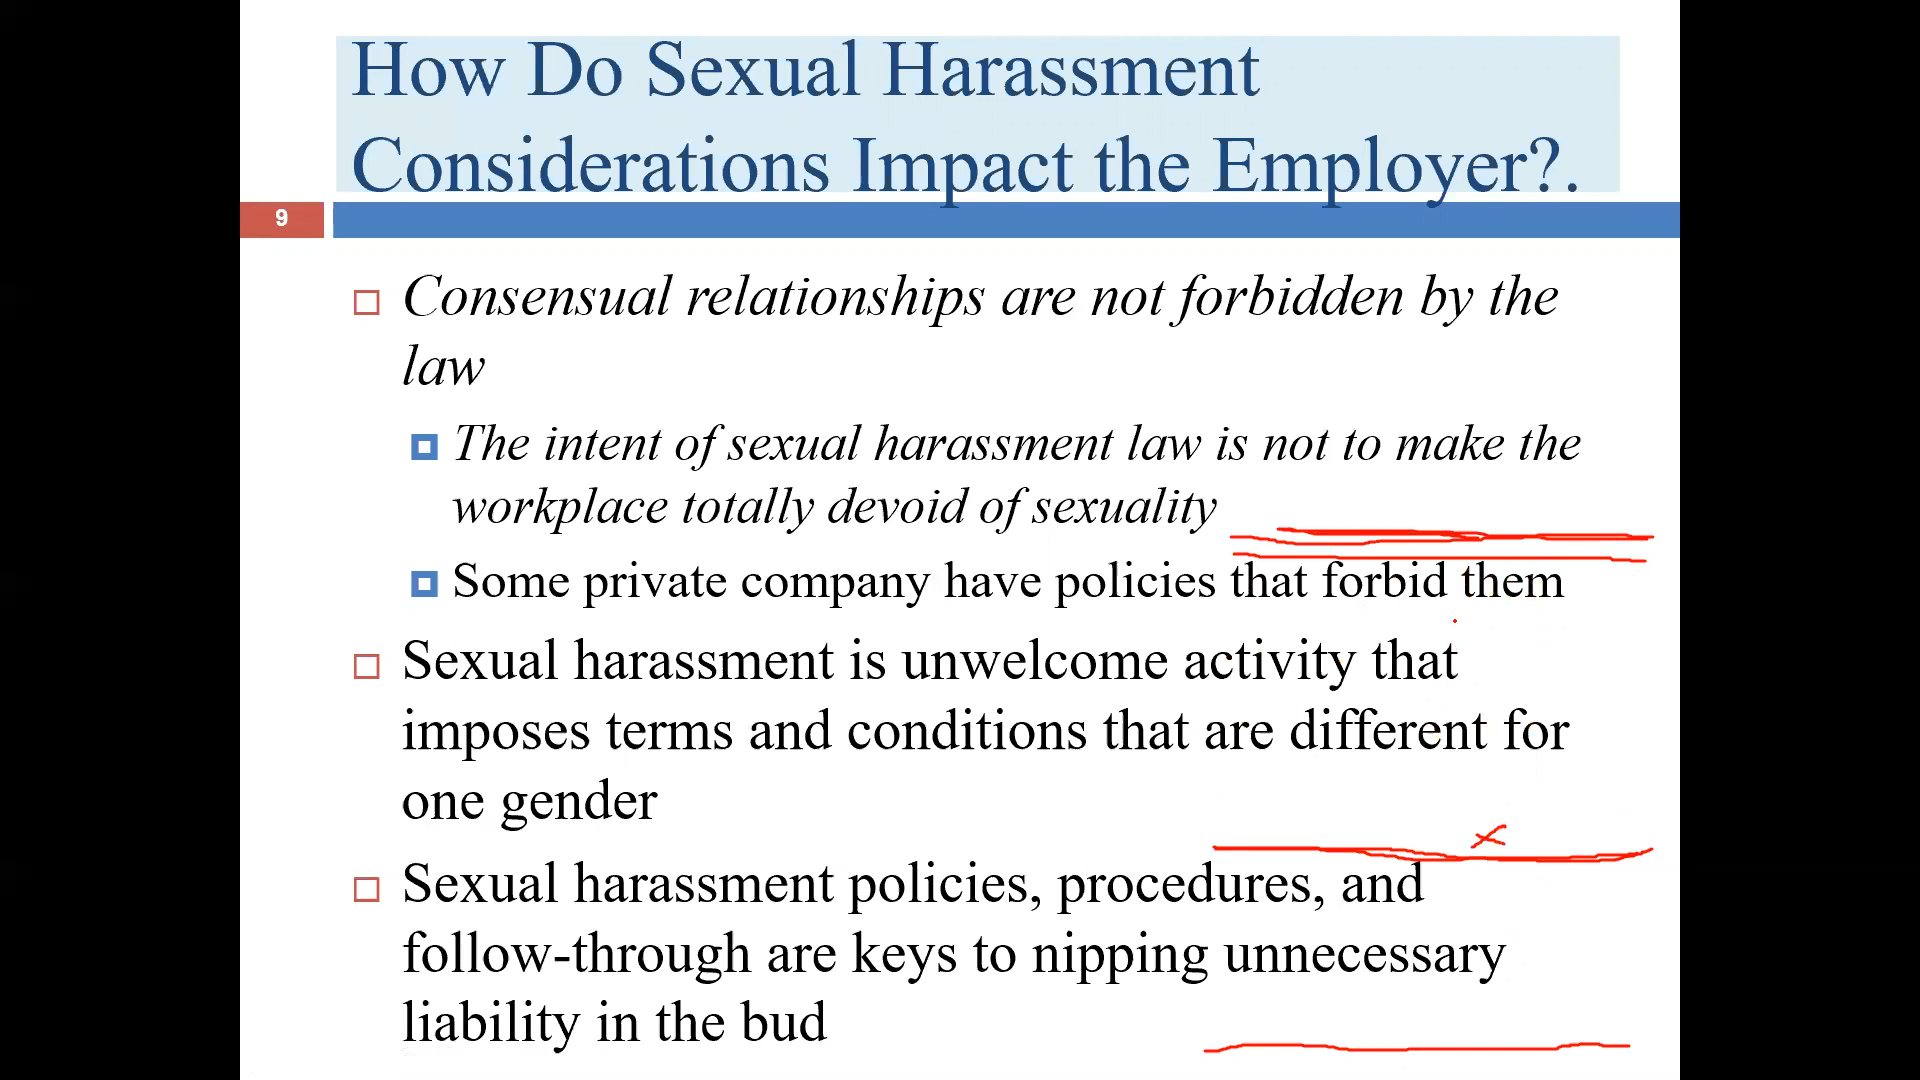 How Do Sexual Harassment
Considerations Impact the Employer?.
9
Consensual relationships are not forbidden by the
law
The intent of sexual harassment law is not to make the
workplace totally devoid of sexuality
Some private company have policies that forbid them
Sexual harassment is unwelcome activity that
imposes terms and conditions that are different for
one gender
Sexual harassment policies, procedures, and
follow-through are keys to nipping unnecessary
liability in the bud